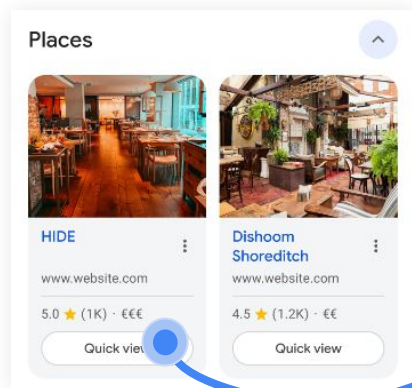 Places
HIDE
www.website.com
5.0 ★ (1K) · €€€
Quick view
Dishoom
Shoreditch
www.website.com
4.5 ★ (1.2K) · €€
Quick view